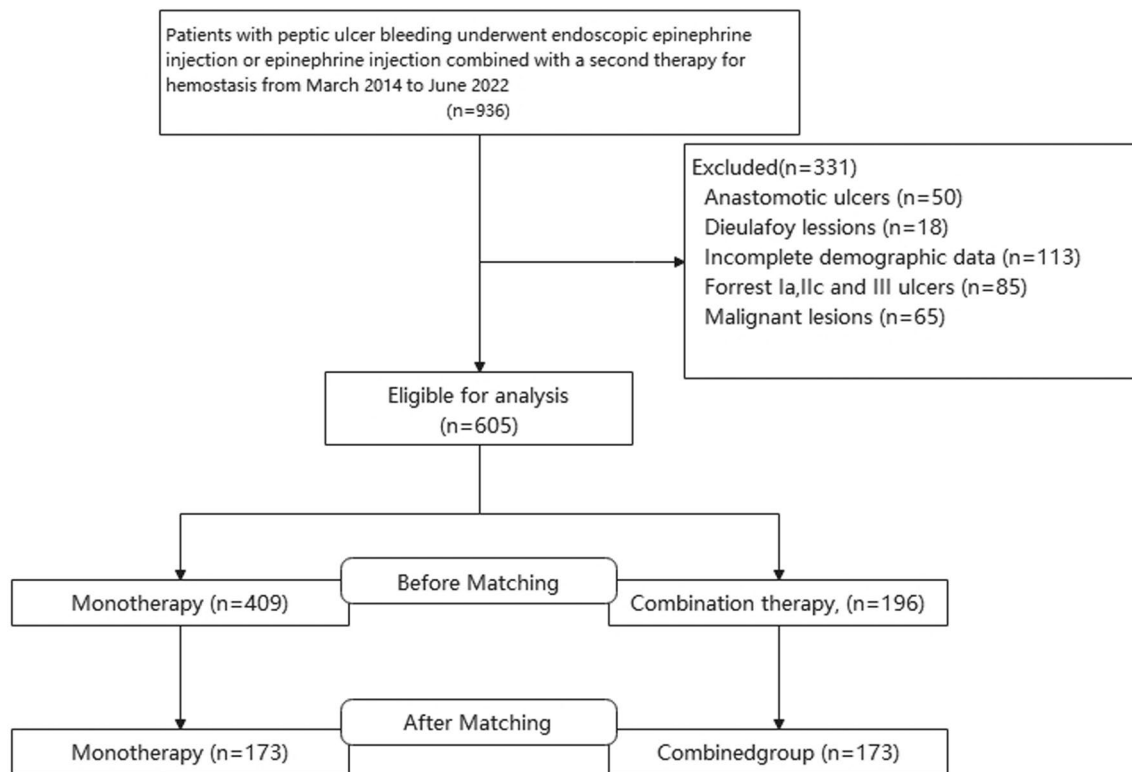 Patients with peptic ulcer bleeding underwent endoscopic epinephrine
injection or epinephrine injection combined with a second therapy for
hemostasis from March 2014 to June 2022
(n=936)
Excluded(n=331)
Anastomotic ulcers (n=50)
Dieulafoy lessions (n=18)
Incomplete demographic data (n=113)
Forrest Ia,IIc and III ulcers (n=85)
Malignant lesions (n=65)
Eligible for analysis
(n=605)
Before Matching
Monotherapy (n=409)
Combination therapy, (n=196)
After Matching
Monotherapy (n=173)
Combinedgroup (n=173)